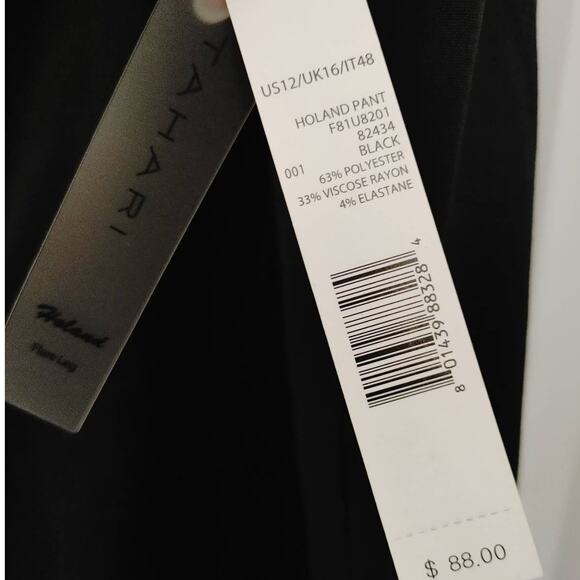 TAHARI
Holand
Flare Leg
US12/UK16/IT48
HOLAND PANT
F81U8201
82434
BLACK
001
63% POLYESTER
33% VISCOSE RAYON
4% ELASTANE
8 01439 88328 4
$ 88.00